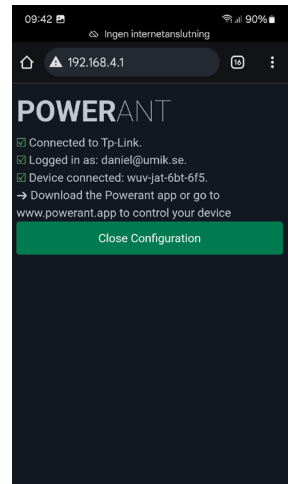 09:42 90%
Ingen internetanslutning
192.168.4.1 16
POWERANT
Connected to Tp-Link.
Logged in as: daniel@umik.se.
Device connected: wuv-jat-6bt-6f5.
→ Download the Powerant app or go to
www.powerant.app to control your device
Close Configuration